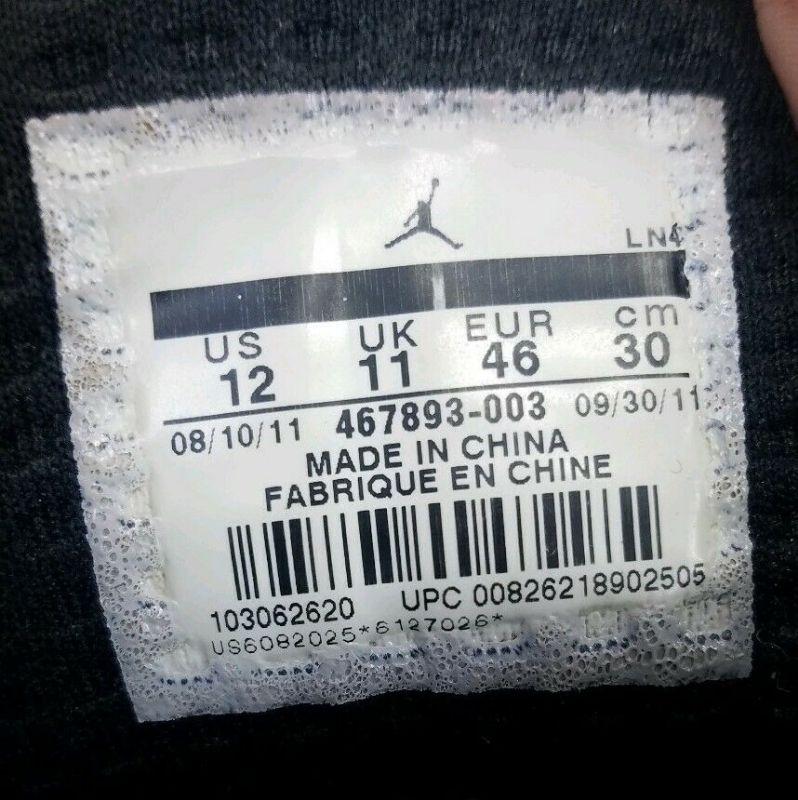 LN4
US UK EUR cm
12 11 46 30
08/10/11 467893-003 09/30/11
MADE IN CHINA
FABRIQUE EN CHINE
103062620 UPC 00826218902505
US6082025*6127026*